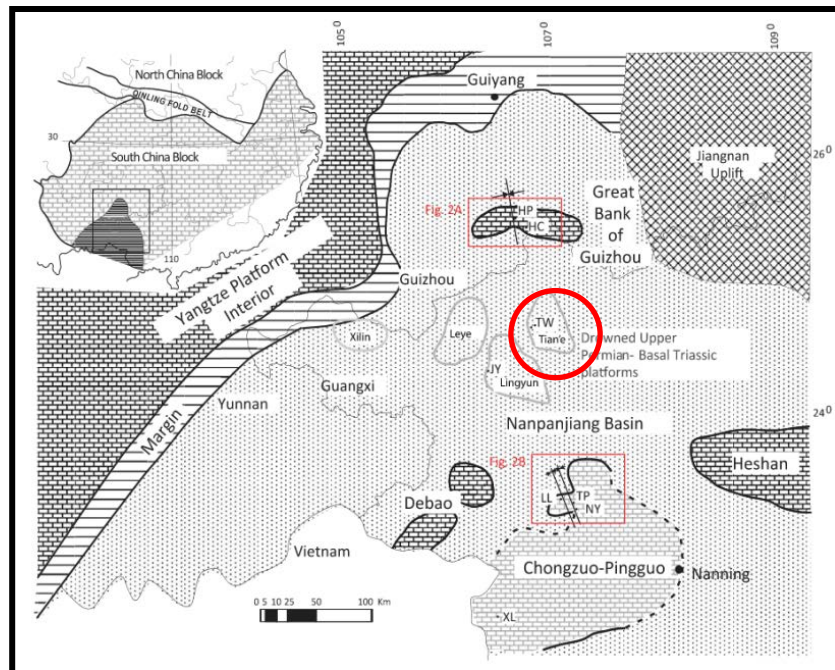 105⁰
107⁰
109⁰
North China Block
QINLING FOLD BELT
30
South China Block
110
Guiyang
26⁰
Jiangnan
Uplift
Fig. 2A
HP
HC
Great
Bank
of
Guizhou
Yangtze Platform
Interior
Guizhou
Xilin
Leye
TW
Tian'e
Drowned Upper
Permian- Basal Triassic
platforms
JY
Lingyun
Guangxi
Yunnan
Margin
Nanpanjiang Basin
24⁰
Fig. 2B
Heshan
Debao
LL
TP
NY
Vietnam
Chongzuo-Pingguo
Nanning
0 5 10 25 50 100 Km
XL